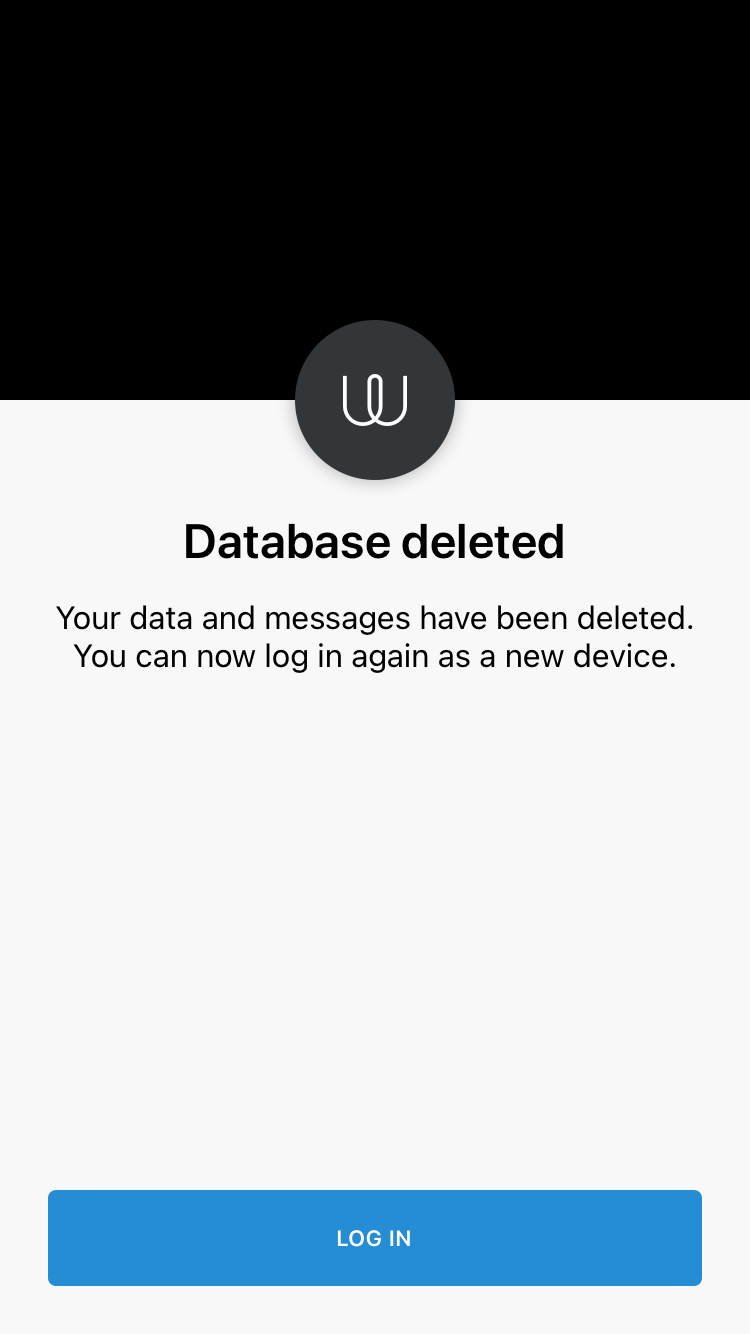 Database deleted
Your data and messages have been deleted.
You can now log in again as a new device.
LOG IN